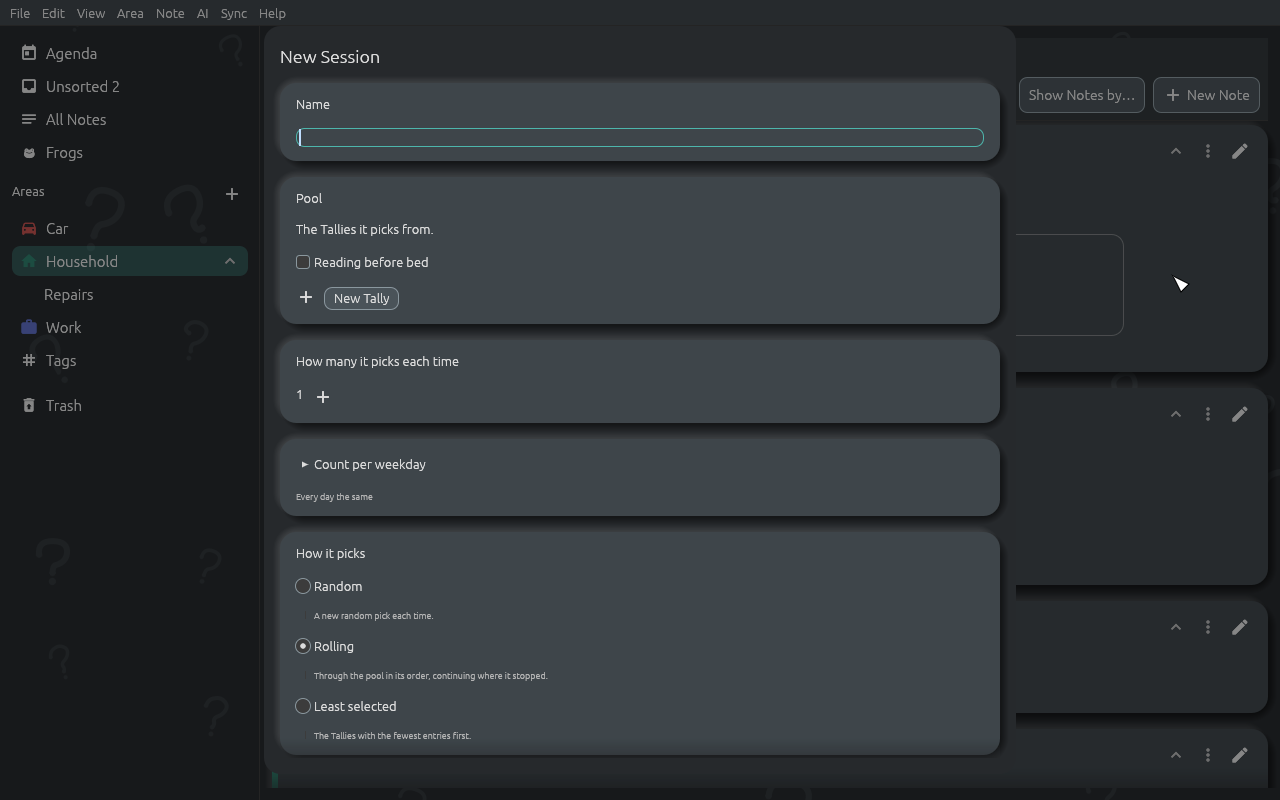 File Edit View Area Note AI Sync Help
Agenda
Unsorted 2
All Notes
Frogs
Areas
Car
Household
Repairs
Work
Tags
Trash
New Session
Name
Pool
The Tallies it picks from.
Reading before bed
New Tally
How many it picks each time
1
Count per weekday
Every day the same
How it picks
Random
A new random pick each time.
Rolling
Through the pool in its order, continuing where it stopped.
Least selected
The Tallies with the fewest entries first.
Show Notes by...
New Note